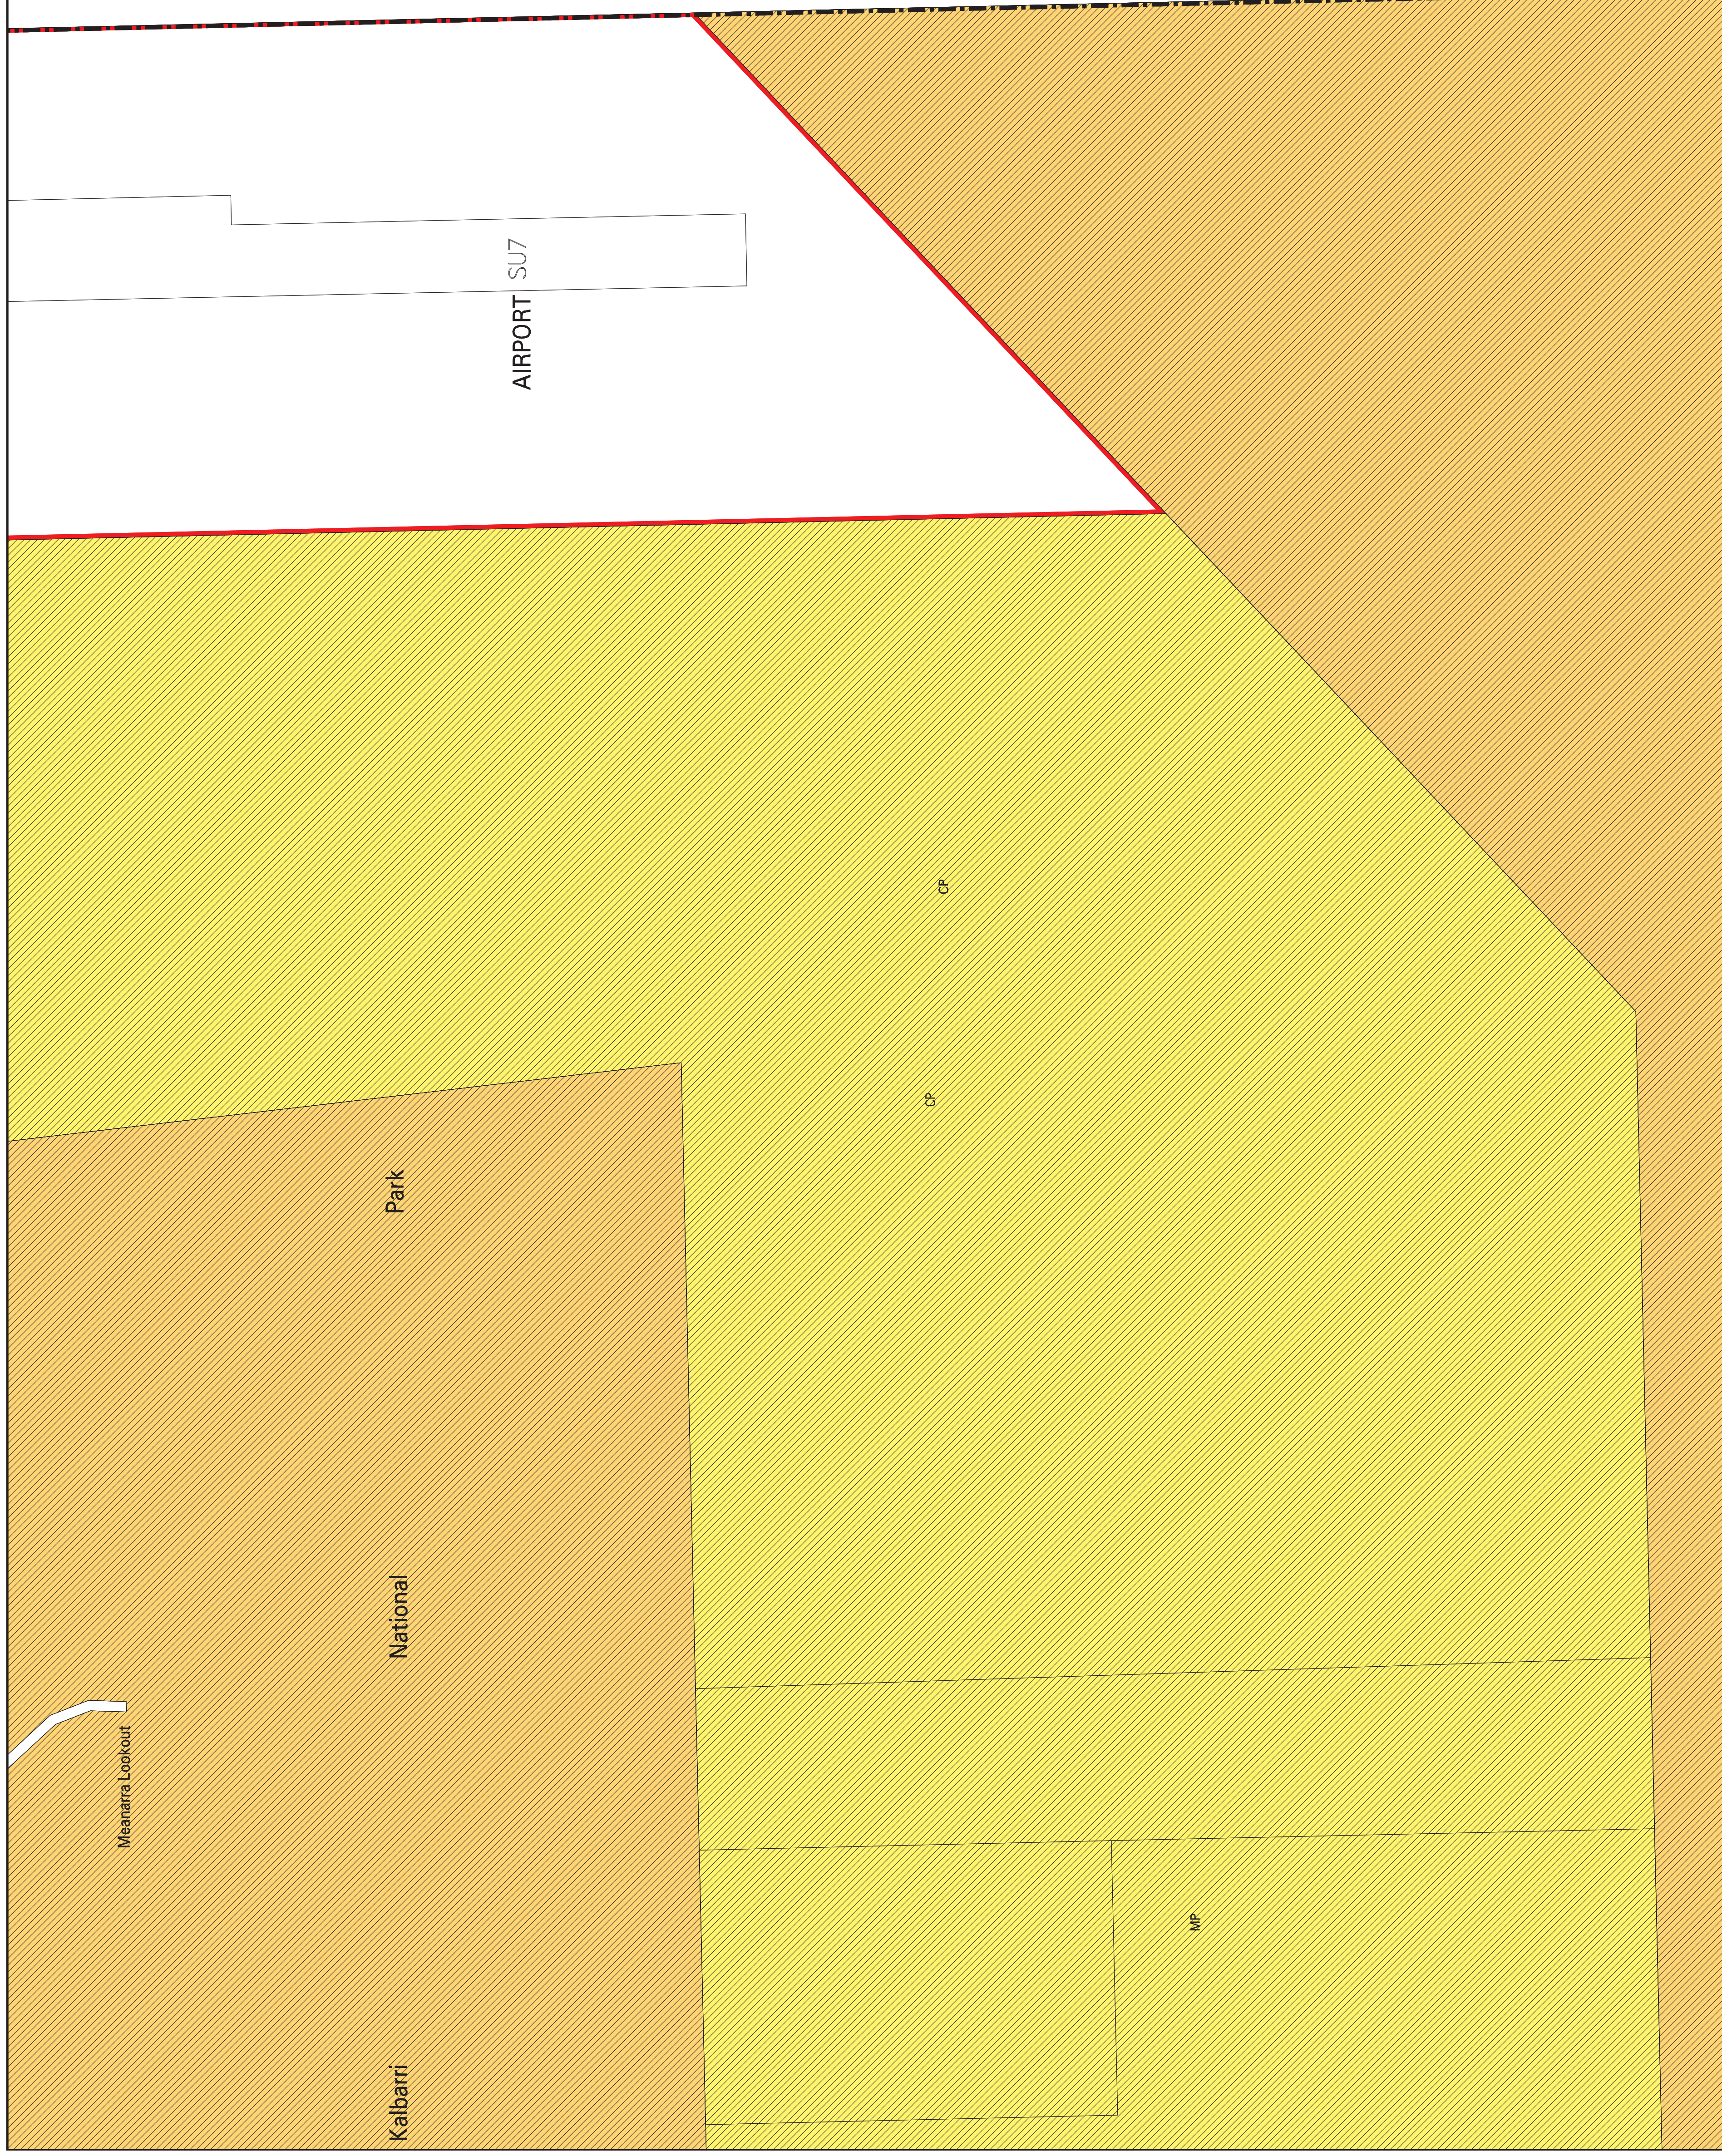 AIRPORT SU7
CP
CP
Kalbarri National Park
Meanarra Lookout
MP